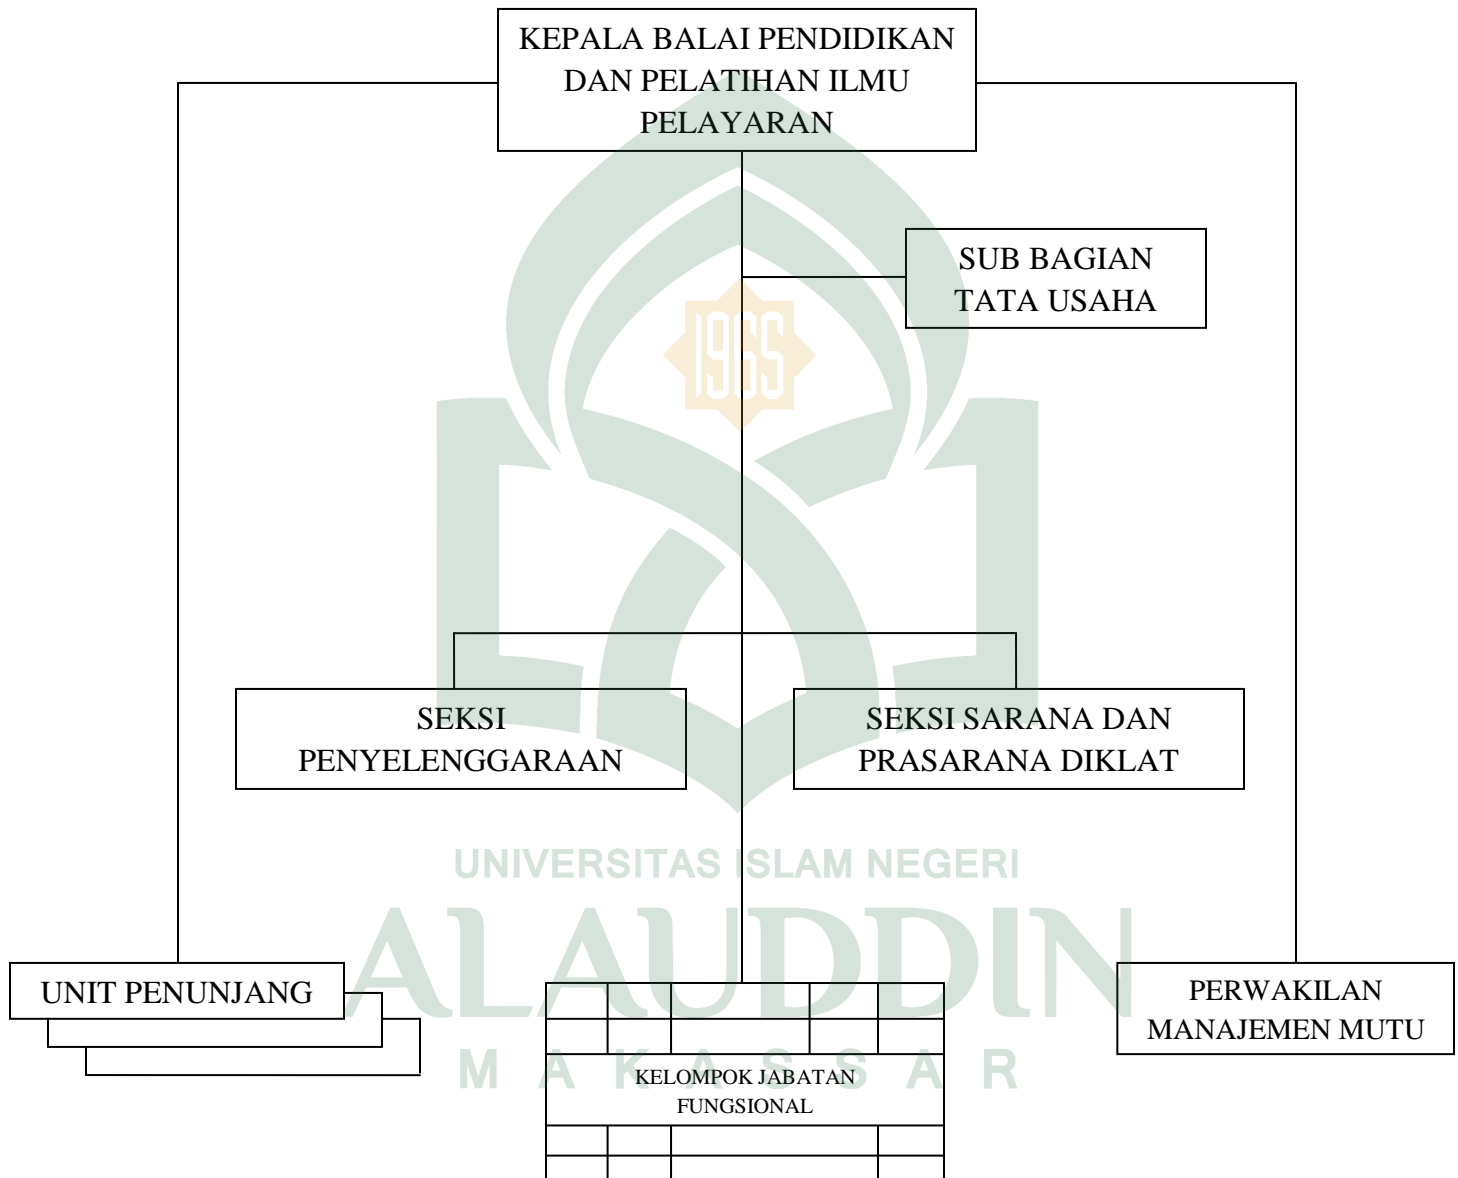 KEPALA BALAI PENDIDIKAN
DAN PELATIHAN ILMU
PELAYARAN
SUB BAGIAN
TATA USAHA
1965
SEKSI
PENYELENGGARAAN
SEKSI SARANA DAN
PRASARANA DIKLAT
UNIVERSITAS ISLAM NEGERI
ALAUDDIN
MAKASSAR
UNIT PENUNJANG
KELOMPOK JABATAN
FUNGSIONAL
PERWAKILAN
MANAJEMEN MUTU